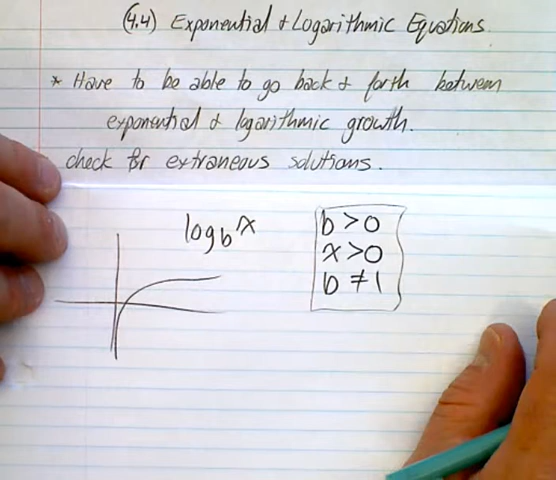 (4.4) Exponential & Logarithmic Equations.
* Have to be able to go back & forth between
exponential & logarithmic growth.
check for extraneous solutions.
log_b x
b > 0
x > 0
b ≠ 1